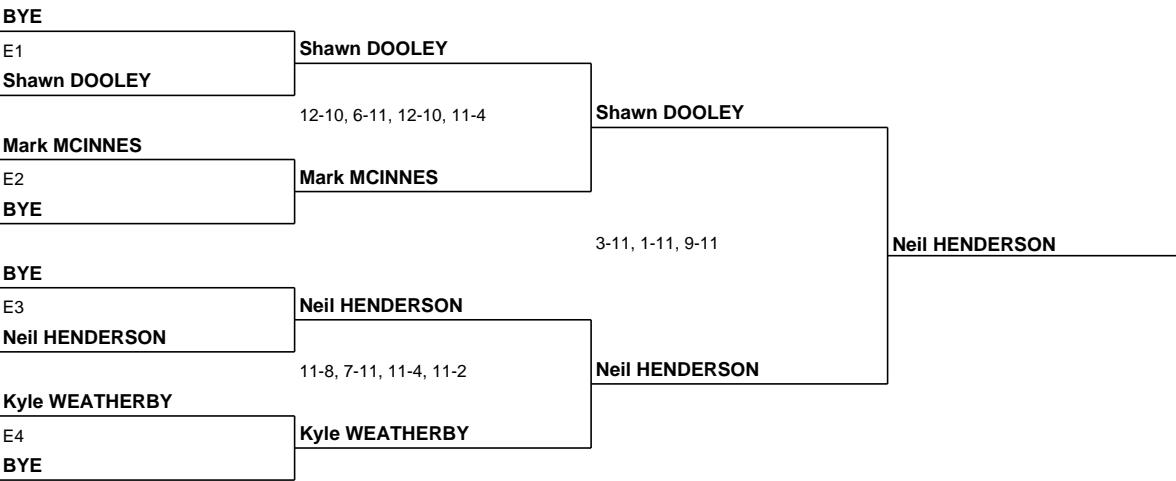 BYE
E1
Shawn DOOLEY
Shawn DOOLEY
12-10, 6-11, 12-10, 11-4
Shawn DOOLEY
Mark MCINNES
E2
Mark MCINNES
BYE
3-11, 1-11, 9-11
Neil HENDERSON
BYE
E3
Neil HENDERSON
Neil HENDERSON
11-8, 7-11, 11-4, 11-2
Neil HENDERSON
Kyle WEATHERBY
E4
Kyle WEATHERBY
BYE